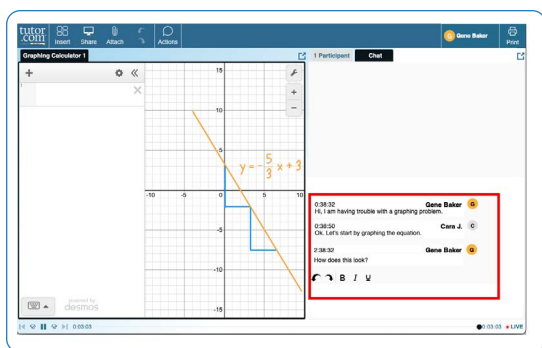 tutor
.com
Insert Share Attach Actions
Gene Baker
Print
Graphing Calculator 1
1 Participent Chat
1
15
10
5
-10 -5 0 5 10
-5
-10
-15
y = -5/3 x + 3
powered by
desmos
0:38:32 Gene Baker G
Hi, I am having trouble with a graphing problem.
0:38:50 Cara J. C
Ok. Let's start by graphing the equation.
2:38:32 Gene Baker G
How does this look?
B I U
0:03:03
0:03:03 LIVE